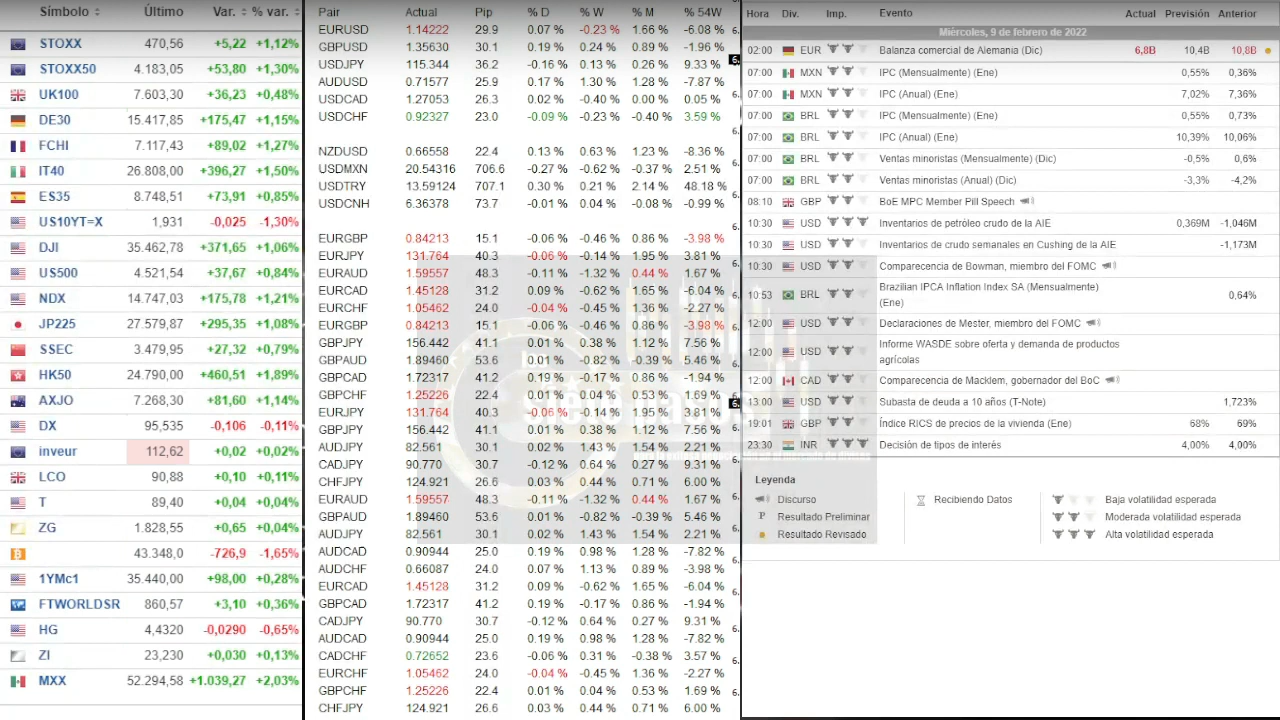 Símbolo Último Var. % var.
STOXX 470,56 +5,22 +1,12%
STOXX50 4.183,05 +53,80 +1,30%
UK100 7.603,30 +36,23 +0,48%
DE30 15.417,85 +175,47 +1,15%
FCHI 7.117,43 +89,02 +1,27%
IT40 26.808,00 +396,27 +1,50%
ES35 8.748,51 +73,91 +0,85%
US10YT=X 1,931 -0,025 -1,30%
DJI 35.462,78 +371,65 +1,06%
US500 4.521,54 +37,67 +0,84%
NDX 14.747,03 +175,78 +1,21%
JP225 27.579,87 +295,35 +1,08%
SSEC 3.479,95 +27,32 +0,79%
HK50 24.790,00 +460,51 +1,89%
AXJO 7.268,30 +81,60 +1,14%
DX 95,535 -0,106 -0,11%
inveur 112,62 +0,02 +0,02%
LCO 90,88 +0,10 +0,11%
T 89,40 +0,04 +0,04%
ZG 1.828,55 +0,65 +0,04%
43.348,0 -726,9 -1,65%
1YMc1 35.440,00 +98,00 +0,28%
FTWORLDSR 860,57 +3,10 +0,36%
HG 4,4320 -0,0290 -0,65%
ZI 23,230 +0,030 +0,13%
MXX 52.294,58 +1.039,27 +2,03%
Pair Actual Pip % D % W % M % 54W
EURUSD 1.14222 29.9 0.07 % -0.23 % 1.66 % -6.08 %
GBPUSD 1.35630 30.1 0.19 % 0.24 % 0.89 % -1.96 %
USDJPY 115.344 36.2 -0.16 % 0.13 % 0.26 % 9.33 %
AUDUSD 0.71577 25.9 0.17 % 1.30 % 1.28 % -7.87 %
USDCAD 1.27053 26.3 0.02 % -0.40 % 0.00 % 0.05 %
USDCHF 0.92327 23.0 -0.09 % -0.23 % -0.40 % 3.59 %
NZDUSD 0.66558 22.4 0.13 % 0.63 % 1.23 % -8.36 %
USDMXN 20.54316 706.6 -0.27 % -0.62 % -0.37 % 2.51 %
USDTRY 13.59124 707.1 0.30 % 0.21 % 2.14 % 48.18 %
USDCNH 6.36378 73.7 -0.01 % 0.04 % -0.08 % -0.99 %
EURGBP 0.84213 15.1 -0.06 % -0.46 % 0.86 % -3.98 %
EURJPY 131.764 40.3 -0.06 % -0.14 % 1.95 % 3.81 %
EURAUD 1.59557 48.3 -0.11 % -1.32 % 0.44 % 1.67 %
EURCAD 1.45128 31.2 0.09 % -0.62 % 1.65 % -6.04 %
EURCHF 1.05462 24.0 -0.04 % -0.45 % 1.36 % -2.27 %
EURGBP 0.84213 15.1 -0.06 % -0.46 % 0.86 % -3.98 %
GBPJPY 156.442 41.1 0.01 % 0.38 % 1.12 % 7.56 %
GBPAUD 1.89460 53.6 0.01 % -0.82 % -0.39 % 5.46 %
GBPCAD 1.72317 41.2 0.19 % -0.17 % 0.86 % -1.94 %
GBPCHF 1.25226 22.4 0.01 % 0.04 % 0.53 % 1.69 %
EURJPY 131.764 40.3 -0.06 % -0.14 % 1.95 % 3.81 %
GBPJPY 156.442 41.1 0.01 % 0.38 % 1.12 % 7.56 %
AUDJPY 82.561 30.1 0.02 % 1.43 % 1.54 % 2.21 %
CADJPY 90.770 30.7 -0.12 % 0.64 % 0.27 % 9.31 %
CHFJPY 124.921 26.6 0.03 % 0.44 % 0.71 % 6.00 %
EURAUD 1.59557 48.3 -0.11 % -1.32 % 0.44 % 1.67 %
GBPAUD 1.89460 53.6 0.01 % -0.82 % -0.39 % 5.46 %
AUDJPY 82.561 30.1 0.02 % 1.43 % 1.54 % 2.21 %
AUDCAD 0.90944 25.0 0.19 % 0.98 % 1.28 % -7.82 %
AUDCHF 0.66087 24.0 0.07 % 1.13 % 0.89 % -3.98 %
EURCAD 1.45128 31.2 0.09 % -0.62 % 1.65 % -6.04 %
GBPCAD 1.72317 41.2 0.19 % -0.17 % 0.86 % -1.94 %
CADJPY 90.770 30.7 -0.12 % 0.64 % 0.27 % 9.31 %
AUDCAD 0.90944 25.0 0.19 % 0.98 % 1.28 % -7.82 %
CADCHF 0.72652 23.6 -0.06 % 0.31 % -0.38 % 3.57 %
EURCHF 1.05462 24.0 -0.04 % -0.45 % 1.36 % -2.27 %
GBPCHF 1.25226 22.4 0.01 % 0.04 % 0.53 % 1.69 %
CHFJPY 124.921 26.6 0.03 % 0.44 % 0.71 % 6.00 %
Hora Div. Imp. Evento Actual Previsión Anterior
Miércoles, 9 de febrero de 2022
02:00 EUR Balanza comercial de Alemania (Dic) 6,8B 10,4B 10,8B
07:00 MXN IPC (Mensualmente) (Ene) 0,55% 0,36%
07:00 MXN IPC (Anual) (Ene) 7,02% 7,36%
07:00 BRL IPC (Mensualmente) (Ene) 0,55% 0,73%
07:00 BRL IPC (Anual) (Ene) 10,39% 10,06%
07:00 BRL Ventas minoristas (Mensualmente) (Dic) -0,5% 0,6%
07:00 BRL Ventas minoristas (Anual) (Dic) -3,3% -4,2%
08:10 GBP BoE MPC Member Pill Speech
10:30 USD Inventarios de petróleo crudo de la AIE 0,369M -1,046M
10:30 USD Inventarios de crudo semanales en Cushing de la AIE -1,173M
10:30 USD Comparecencia de Bowman, miembro del FOMC
10:53 BRL Brazilian IPCA Inflation Index SA (Mensualmente)
(Ene) 0,64%
12:00 USD Declaraciones de Mester, miembro del FOMC
12:00 USD Informe WASDE sobre oferta y demanda de productos
agrícolas
12:00 CAD Comparecencia de Macklem, gobernador del BoC
13:00 USD Subasta de deuda a 10 años (T-Note) 1,723%
19:01 GBP Índice RICS de precios de la vivienda (Ene) 68% 69%
23:30 INR Decisión de tipos de interés 4,00% 4,00%
Leyenda
Discurso Recibiendo Datos Baja volatilidad esperada
P Resultado Preliminar Moderada volatilidad esperada
Resultado Revisado Alta volatilidad esperada